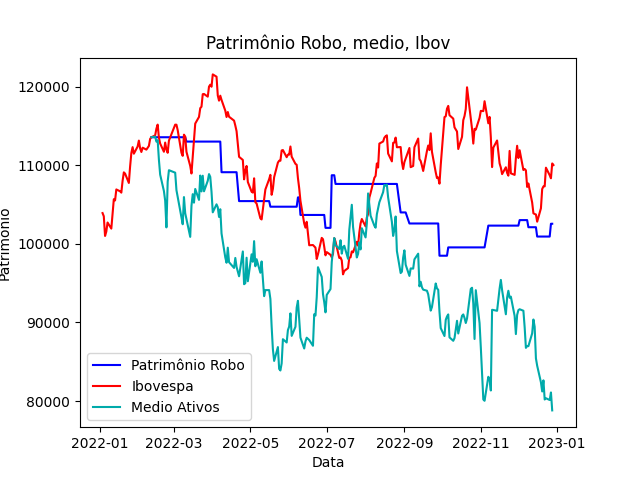 Patrimônio Robo, medio, Ibov
120000
110000
100000
90000
80000
Patrimonio
Patrimônio Robo
Ibovespa
Medio Ativos
2022-01 2022-03 2022-05 2022-07 2022-09 2022-11 2023-01
Data